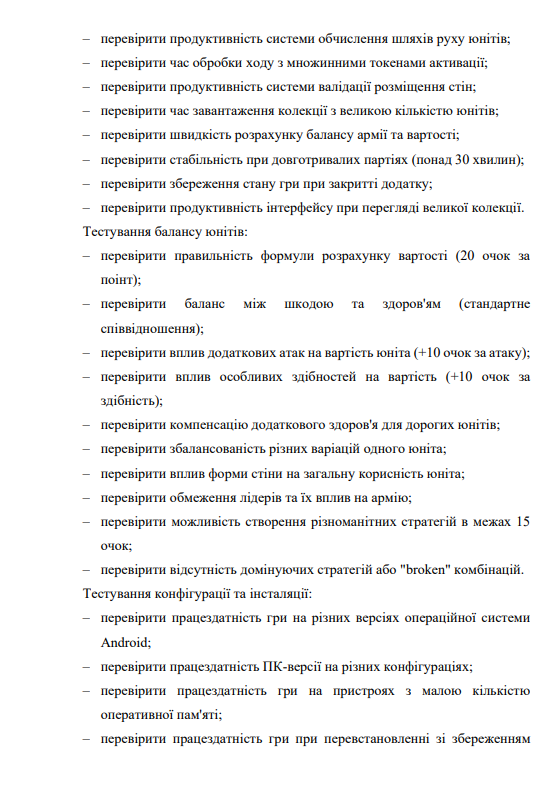 – перевірити продуктивність системи обчислення шляхів руху юнітів;
– перевірити час обробки ходу з множинними токенами активації;
– перевірити продуктивність системи валідації розміщення стін;
– перевірити час завантаження колекції з великою кількістю юнітів;
– перевірити швидкість розрахунку балансу армії та вартості;
– перевірити стабільність при довготривалих партіях (понад 30 хвилин);
– перевірити збереження стану гри при закритті додатку;
– перевірити продуктивність інтерфейсу при перегляді великої колекції.
Тестування балансу юнітів:
– перевірити правильність формули розрахунку вартості (20 очок за
поінт);
– перевірити баланс між шкодою та здоров'ям (стандартне
співвідношення);
– перевірити вплив додаткових атак на вартість юніта (+10 очок за атаку);
– перевірити вплив особливих здібностей на вартість (+10 очок за
здібність);
– перевірити компенсацію додаткового здоров'я для дорогих юнітів;
– перевірити збалансованість різних варіацій одного юніта;
– перевірити вплив форми стіни на загальну корисність юніта;
– перевірити обмеження лідерів та їх вплив на армію;
– перевірити можливість створення різноманітних стратегій в межах 15
очок;
– перевірити відсутність домінуючих стратегій або "broken" комбінацій.
Тестування конфігурації та інсталяції:
– перевірити працездатність гри на різних версіях операційної системи
Android;
– перевірити працездатність ПК-версії на різних конфігураціях;
– перевірити працездатність гри на пристроях з малою кількістю
оперативної пам'яті;
– перевірити працездатність гри при перевстановленні зі збереженням